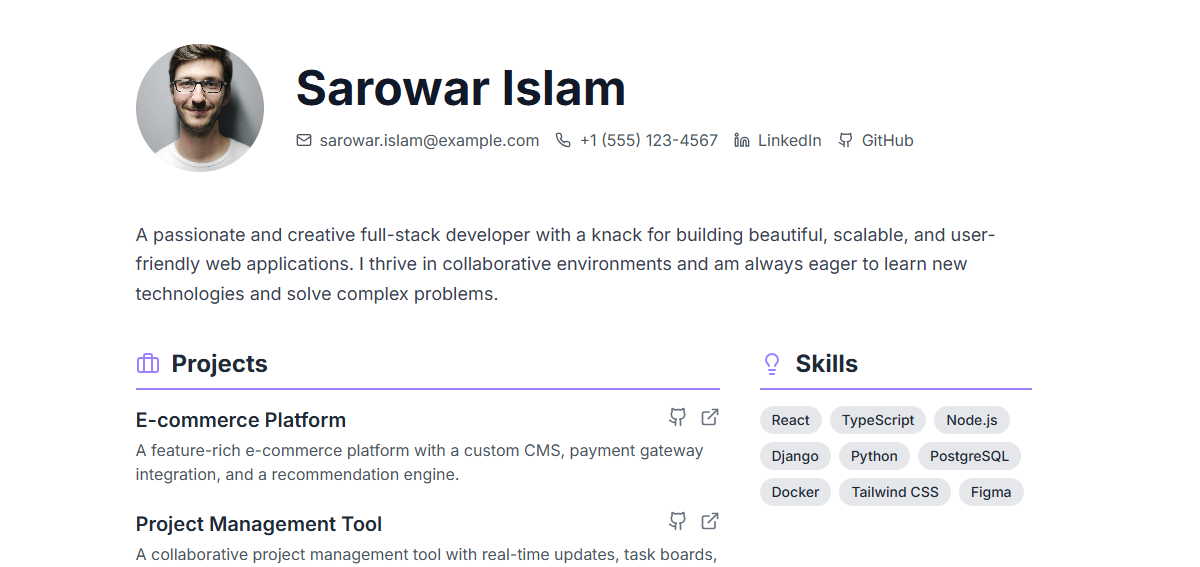 Sarowar Islam
sarowar.islam@example.com +1 (555) 123-4567 LinkedIn GitHub
A passionate and creative full-stack developer with a knack for building beautiful, scalable, and user-
friendly web applications. I thrive in collaborative environments and am always eager to learn new
technologies and solve complex problems.
Projects
E-commerce Platform
A feature-rich e-commerce platform with a custom CMS, payment gateway
integration, and a recommendation engine.
Project Management Tool
A collaborative project management tool with real-time updates, task boards,
Skills
React TypeScript Node.js
Django Python PostgreSQL
Docker Tailwind CSS Figma